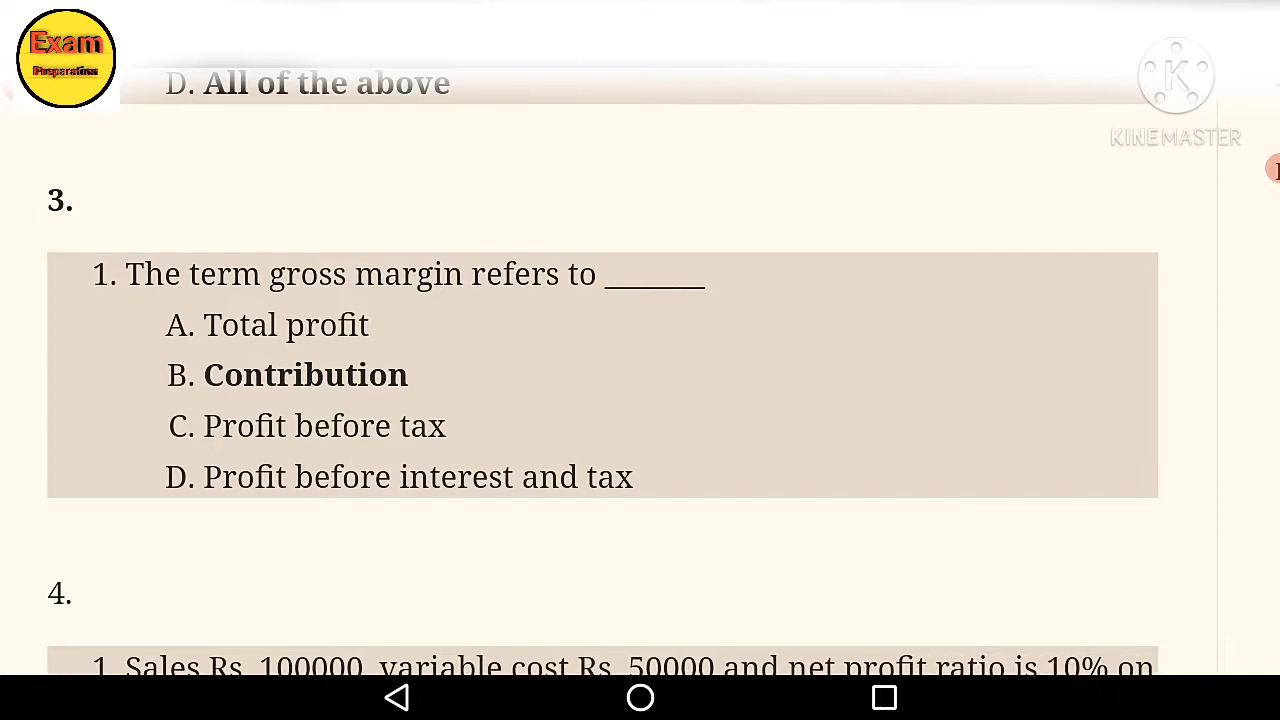 Exam
Preparation
D. All of the above
K
KINEMASTER
3.
1. The term gross margin refers to _______
A. Total profit
B. Contribution
C. Profit before tax
D. Profit before interest and tax
4.
1. Sales Rs. 100000, variable cost Rs. 50000 and net profit ratio is 10% on